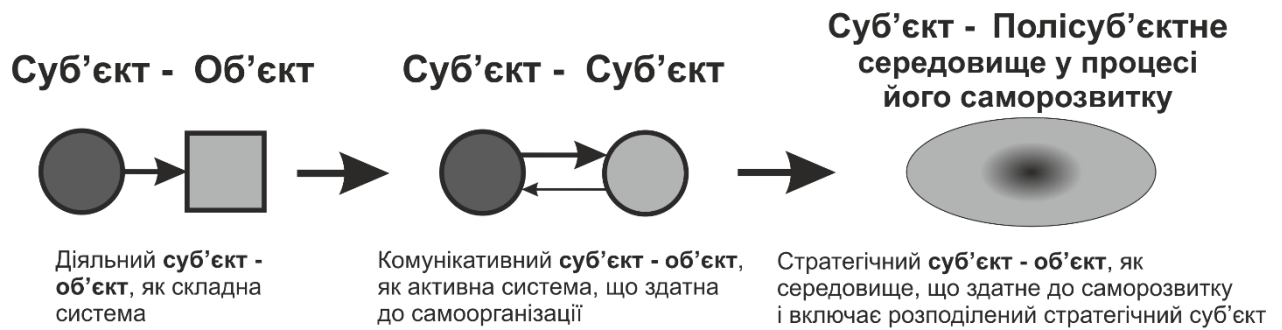 Суб’єкт - Об’єкт
Діяльний суб’єкт -
об’єкт, як складна
система
Суб’єкт - Суб’єкт
Комунікативний суб’єкт - об’єкт,
як активна система, що здатна
до самоорганізації
Суб’єкт - Полісуб’єктне
середовище у процесі
його саморозвитку
Стратегічний суб’єкт - об’єкт, як
середовище, що здатне до саморозвитку
і включає розподілений стратегічний суб’єкт